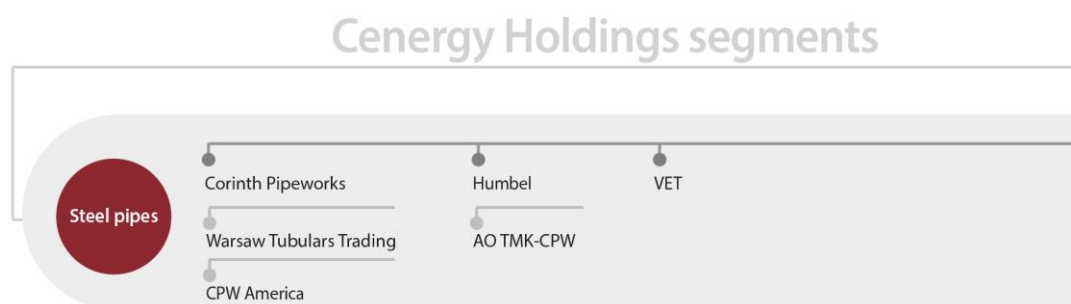 Cenergy Holdings segments
Steel pipes
Corinth Pipeworks
Humbel
VET
Warsaw Tubulars Trading
AO TMK-CPW
CPW America